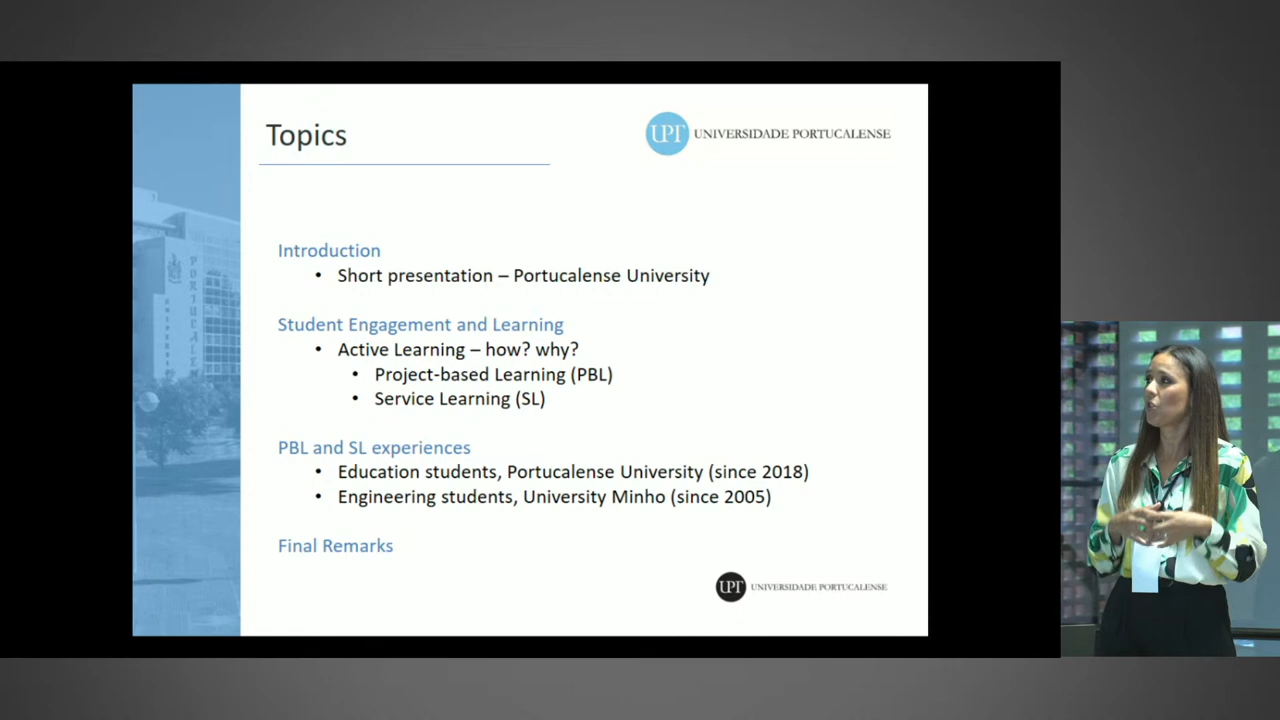 Topics
UPT UNIVERSIDADE PORTUCALENSE
Introduction
• Short presentation – Portucalense University
Student Engagement and Learning
• Active Learning – how? why?
• Project-based Learning (PBL)
• Service Learning (SL)
PBL and SL experiences
• Education students, Portucalense University (since 2018)
• Engineering students, University Minho (since 2005)
Final Remarks
UPT UNIVERSIDADE PORTUCALENSE